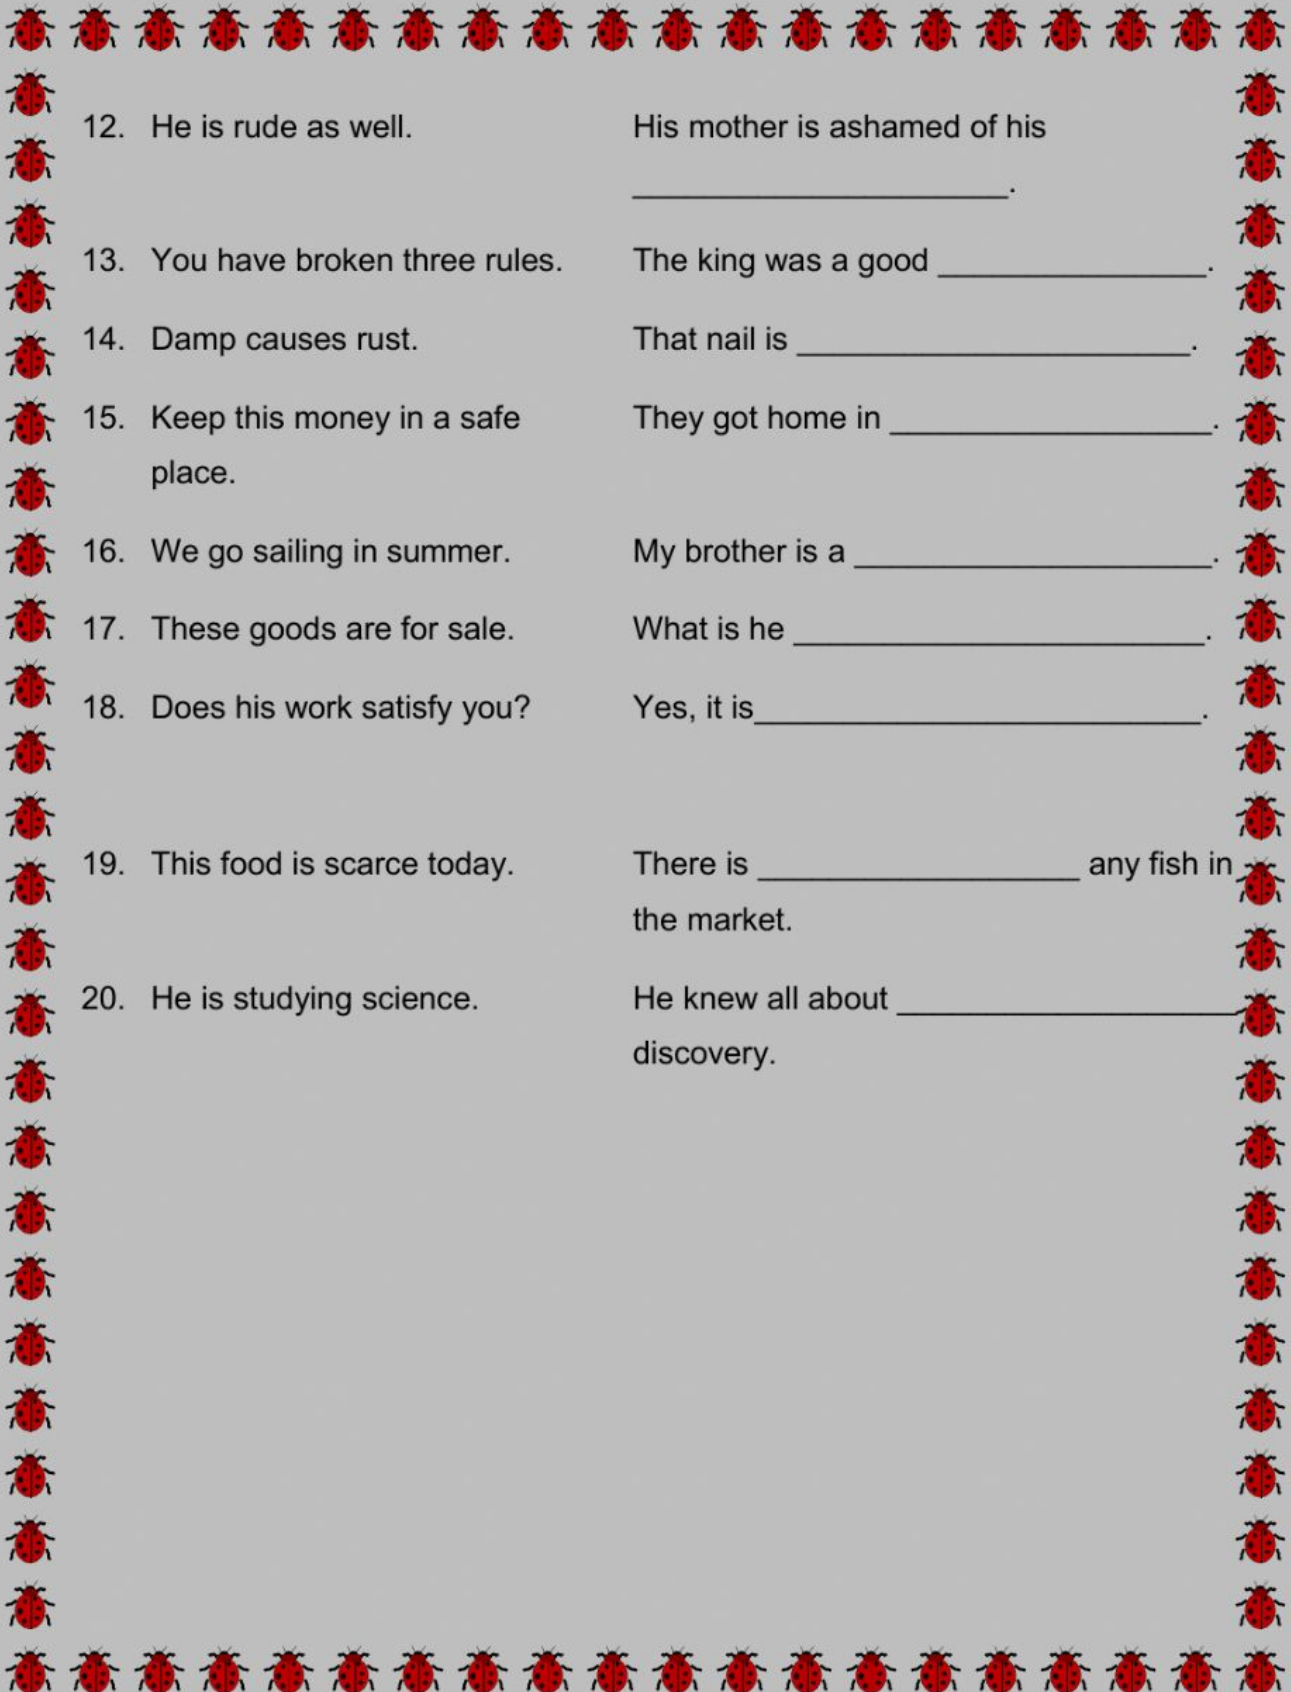 12. He is rude as well. His mother is ashamed of his
____________________.
13. You have broken three rules. The king was a good _______________.
14. Damp causes rust. That nail is ______________________.
15. Keep this money in a safe They got home in __________________.
place.
16. We go sailing in summer. My brother is a ____________________.
17. These goods are for sale. What is he _______________________.
18. Does his work satisfy you? Yes, it is_________________________.
19. This food is scarce today. There is __________________ any fish in
the market.
20. He is studying science. He knew all about ___________________
discovery.